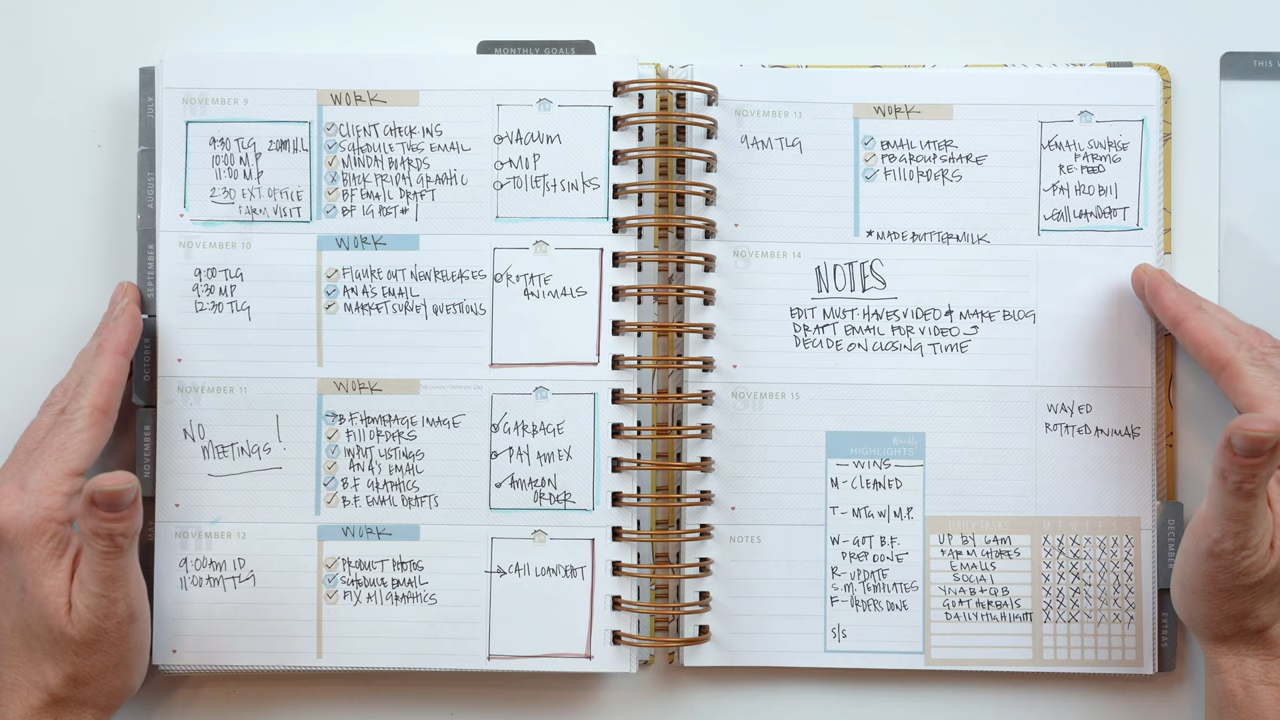 MONTHLY GOALS
THIS
JULY
AUGUST
SEPTEMBER
OCTOBER
NOVEMBER
MAY
NOVEMBER 9
9:30 TLG
10:00 M.P
11:00 M.P
2:30 EXT. OFFICE
FARM VISIT
WORK
CLIENT CHECK-INS
SCHEDULE TUES EMAIL
MONDAY BOARDS
BLACK FRIDAY GRAPHIC
BF EMAIL DRAFT
BF IG POST #1
VACUUM
MOP
TOILETS+SINKS
NOVEMBER 10
9:00 TLG
9:30 MP
12:30 TLG
WORK
FIGURE OUT NEW RELEASES
ANA'S EMAIL
MARKET SURVEY QUESTIONS
ROTATE
ANIMALS
NOVEMBER 11
NO
MEETINGS!
WORK
B.F. HOMEPAGE IMAGE
FILL ORDERS
INPUT LISTINGS
ANA'S EMAIL
B.F. GRAPHICS
B.F. EMAIL DRAFTS
GARBAGE
PAY AMEX
AMAZON
ORDER
NOVEMBER 12
9:00AM ID
11:00AM TLG
WORK
PRODUCT PHOTOS
SCHEDULE EMAIL
FIX ALL GRAPHICS
CALL LOANDEPOT
NOVEMBER 13
9AM TLG
WORK
EMAIL LATER
FB GROUP SHARE
FILL ORDERS
*MADE BUTTERMILK
EMAIL SUNRISE
FARMS
RE: FEED
PAY H2O BILL
CALL LOANDEPOT
NOVEMBER 14
NOTES
EDIT MUST-HAVES VIDEO & MAKE BLOG
DRAFT EMAIL FOR VIDEO
DECIDE ON CLOSING TIME
NOVEMBER 15
WAXED
ROTATED ANIMALS
Weekly
HIGHLIGHTS
— WINS —
M - CLEANED
T - MTG W/ M.P.
W - GOT B.F.
PREP DONE
R - UPDATE
S.M. TEMPLATES
F - ORDERS DONE
S/S
NOTES
DAILY TASKS
M T W T F S S
UP BY 6AM
FARM CHORES
EMAILS
SOCIAL
YNAB + QB
GOAT HERBALS
DAILY HIGHLIGHT
DECEMBER
EXTRAS